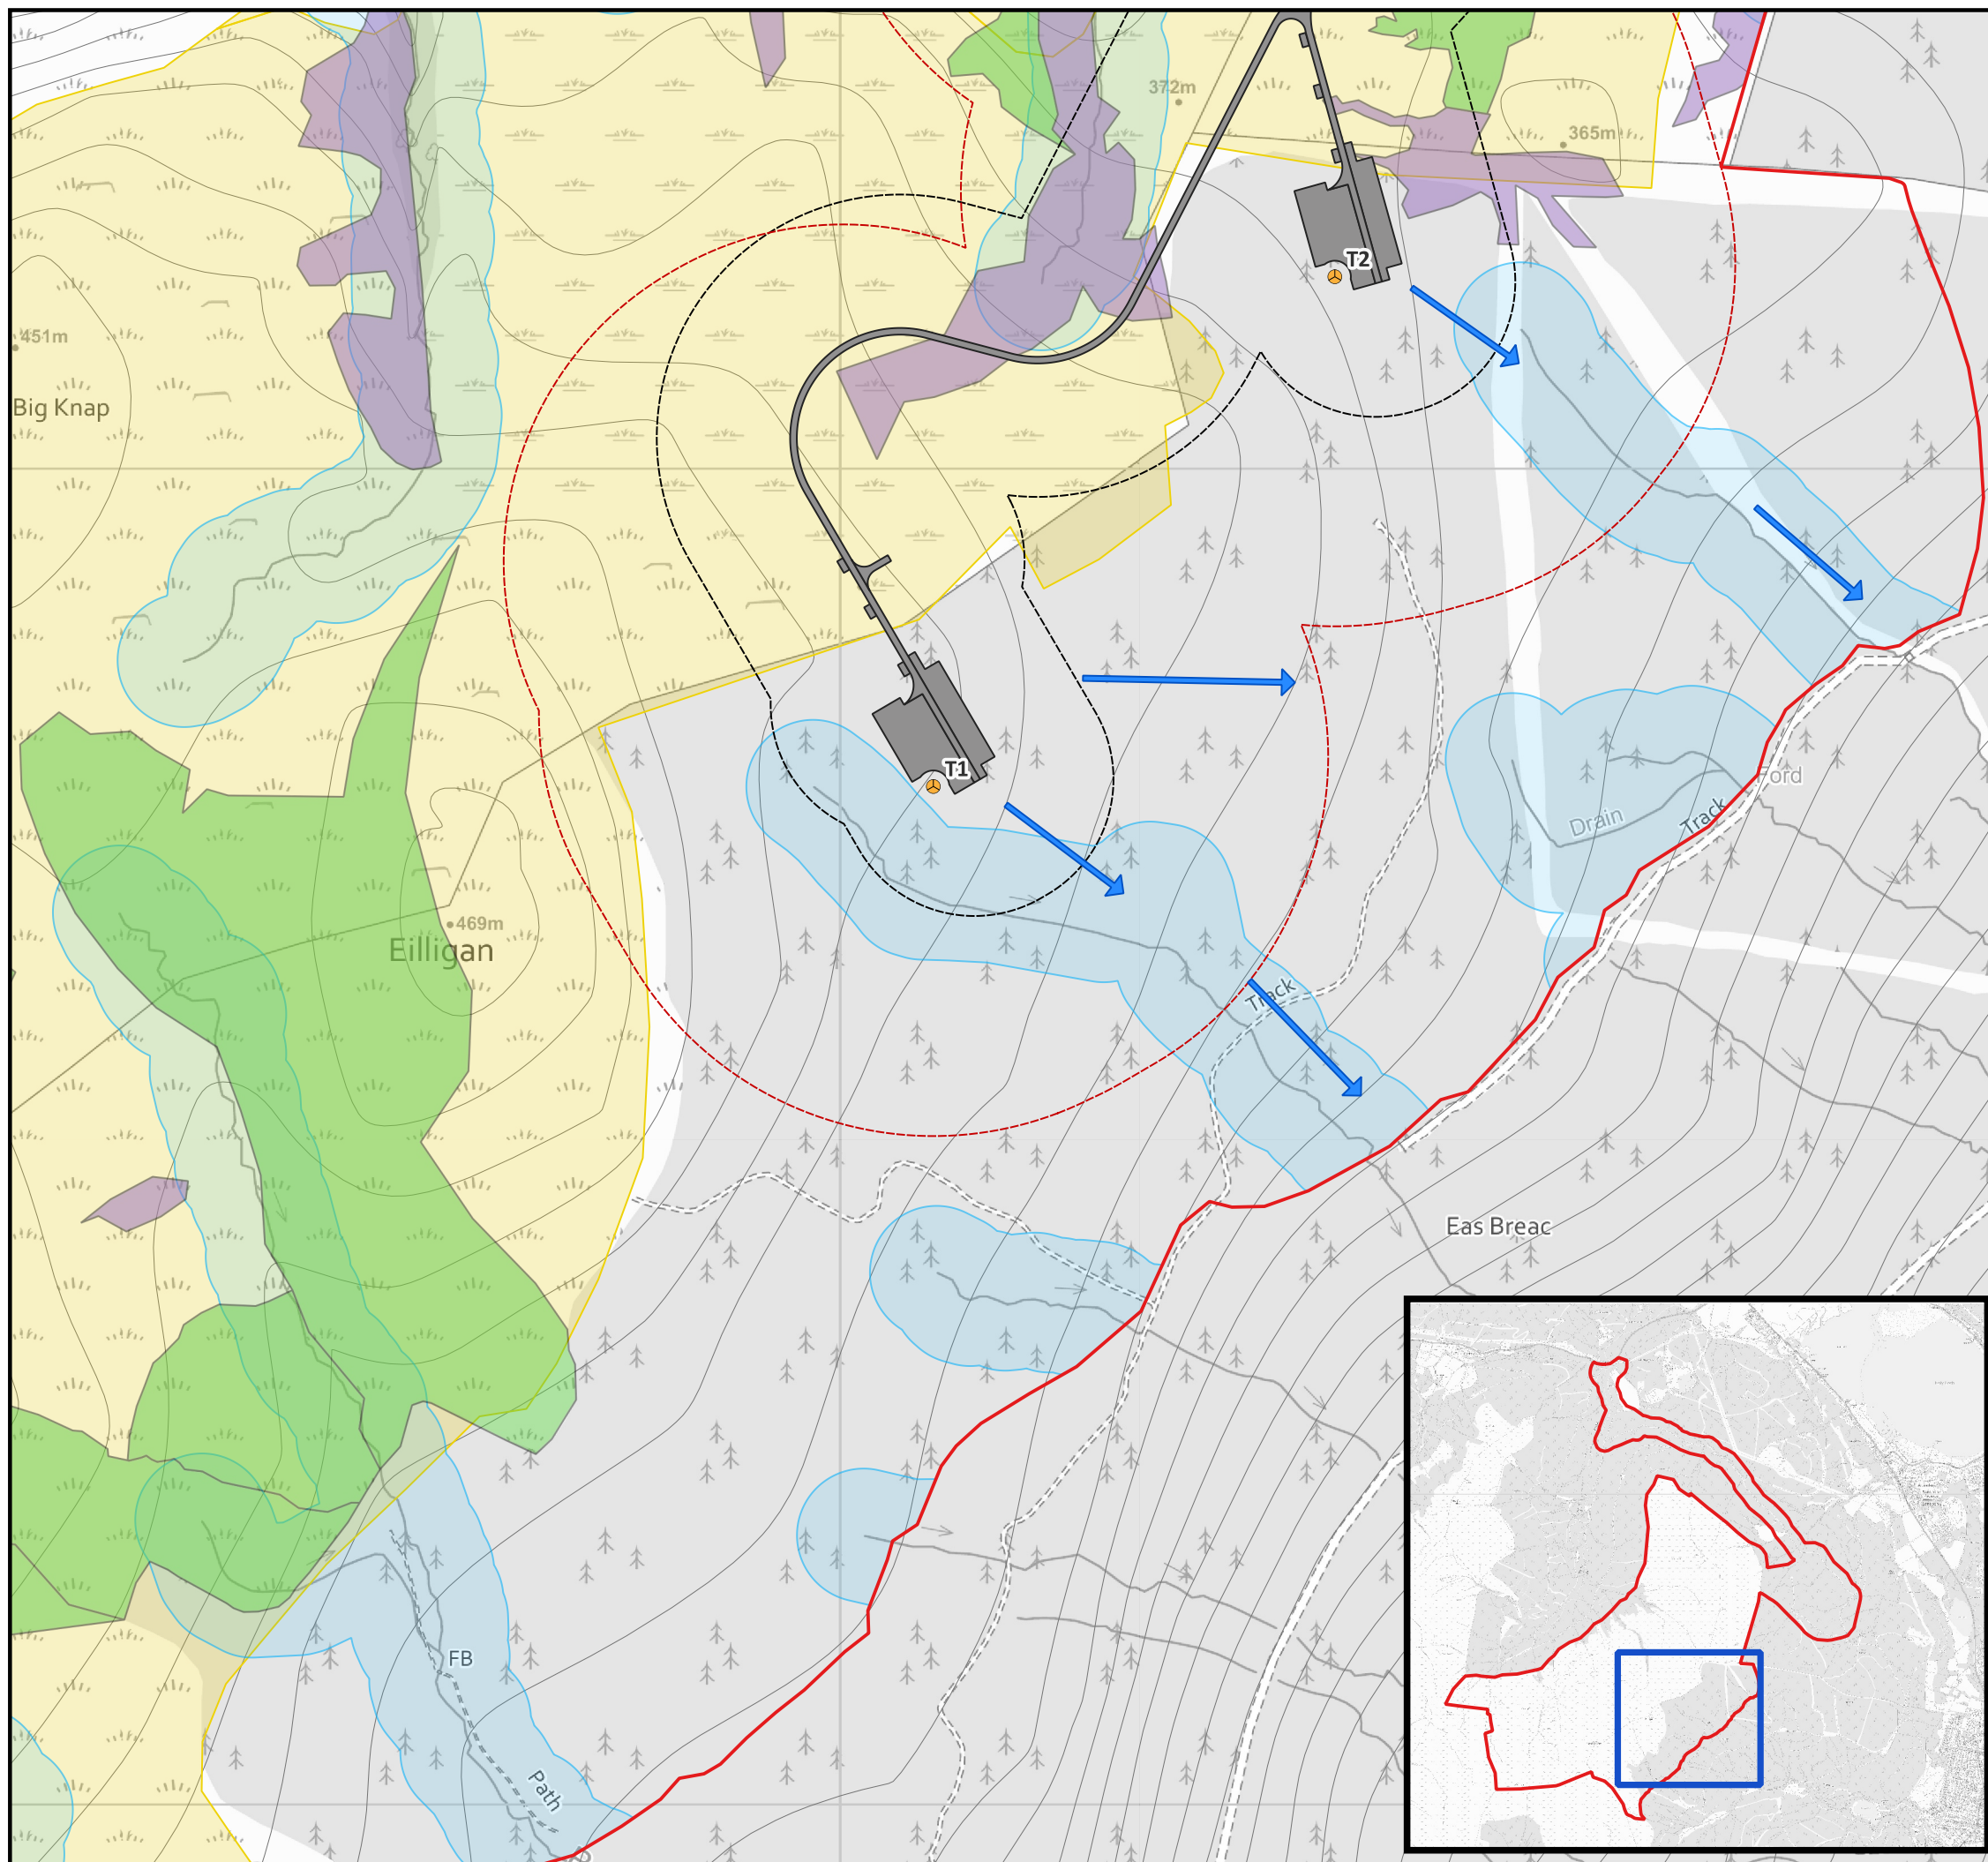 372m
365m
T2
451m
Big Knap
T1
Ford
Drain
Track
469m
Eilligan
Track
Eas Breac
FB
Path